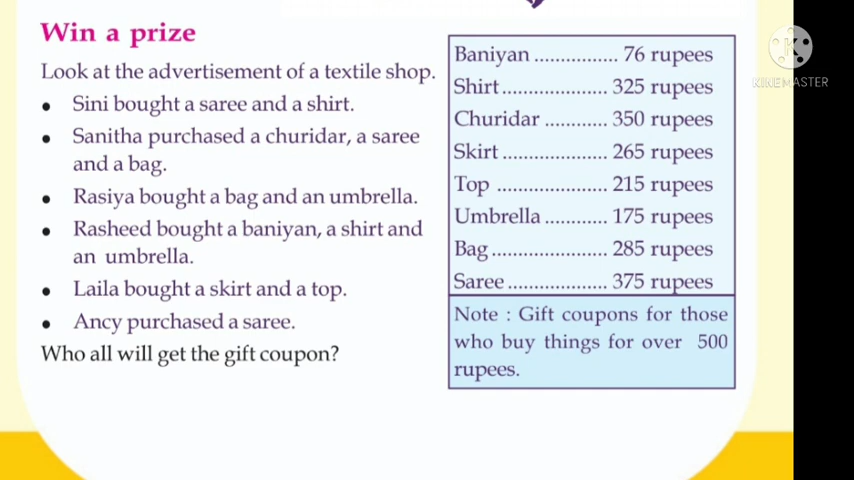 Win a prize
Look at the advertisement of a textile shop.
• Sini bought a saree and a shirt.
• Sanitha purchased a churidar, a saree
and a bag.
• Rasiya bought a bag and an umbrella.
• Rasheed bought a baniyan, a shirt and
an umbrella.
• Laila bought a skirt and a top.
• Ancy purchased a saree.
Who all will get the gift coupon?
Baniyan ................ 76 rupees
Shirt.................... 325 rupees
Churidar ............ 350 rupees
Skirt .................... 265 rupees
Top ..................... 215 rupees
Umbrella ............ 175 rupees
Bag...................... 285 rupees
Saree ................... 375 rupees
Note : Gift coupons for those
who buy things for over 500
rupees.
KINEMASTER